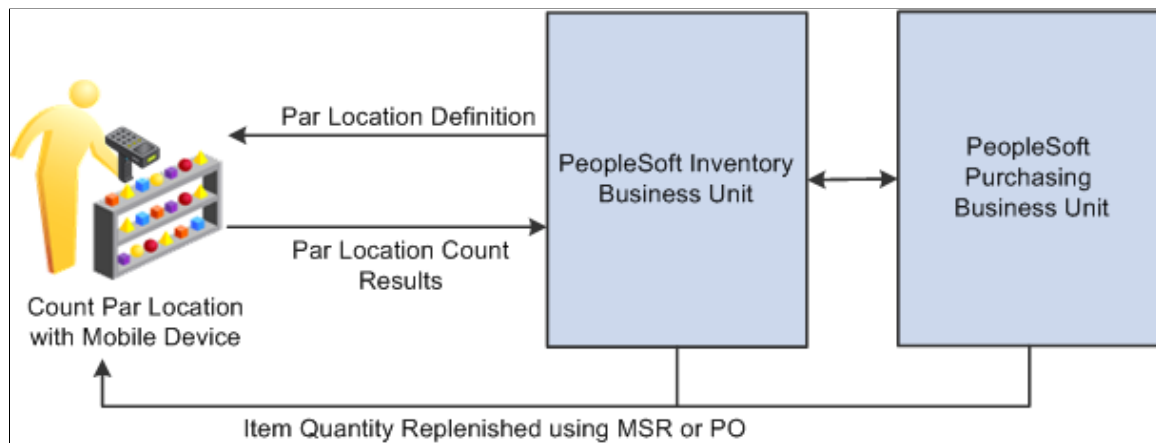 Par Location Definition
PeopleSoft Inventory
Business Unit
PeopleSoft
Purchasing
Business Unit
Par Location Count
Results
Count Par Location
with Mobile Device
Item Quantity Replenished using MSR or PO